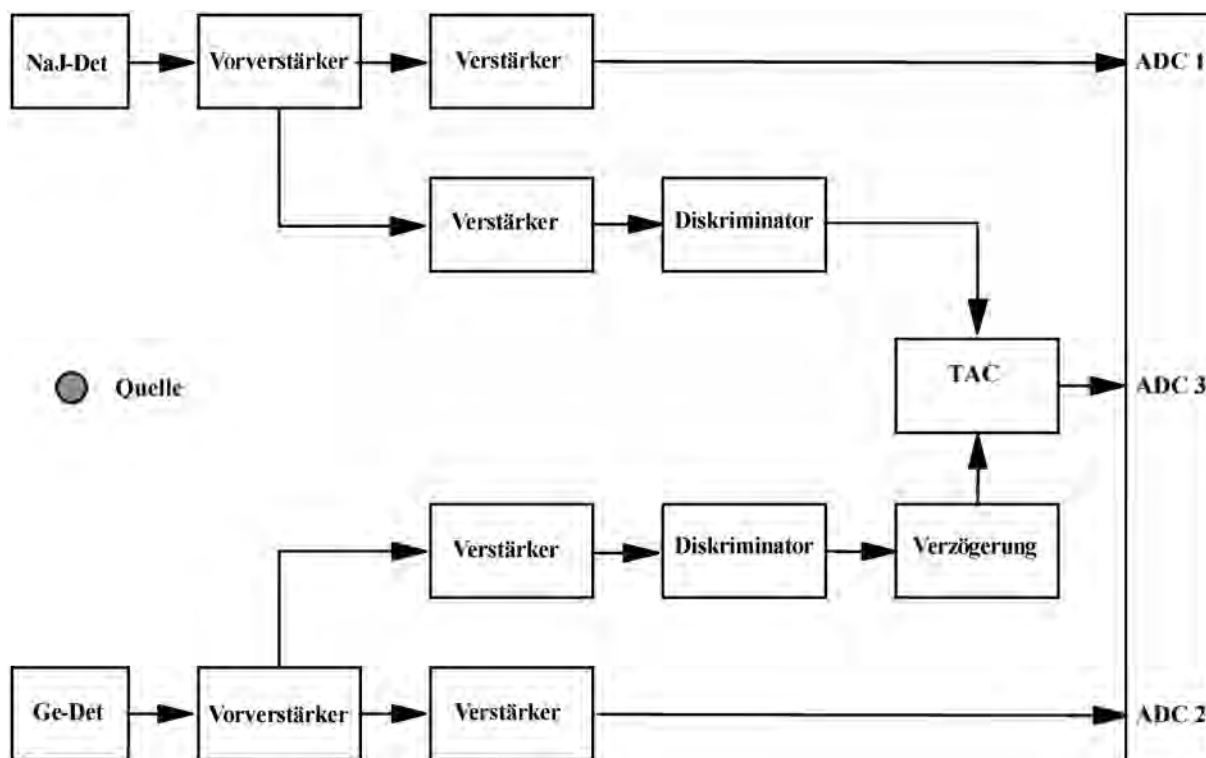 NaJ-Det
Vorverstärker
Verstärker
ADC 1
Verstärker
Diskriminator
TAC
ADC 3
Quelle
Verstärker
Diskriminator
Verzögerung
Ge-Det
Vorverstärker
Verstärker
ADC 2